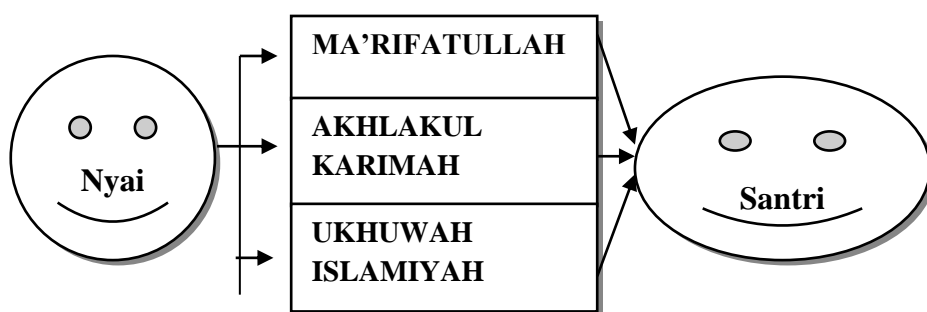 Nyai
MA’RIFATULLAH
AKHLAKUL
KARIMAH
UKHUWAH
ISLAMIYAH
Santri